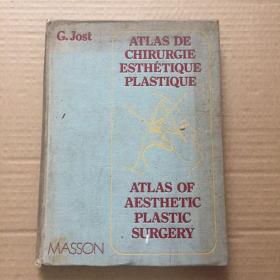 G. Jost
ATLAS DE
CHIRURGIE
ESTHÉTIQUE
PLASTIQUE
ATLAS OF
AESTHETIC
PLASTIC
SURGERY
MASSON